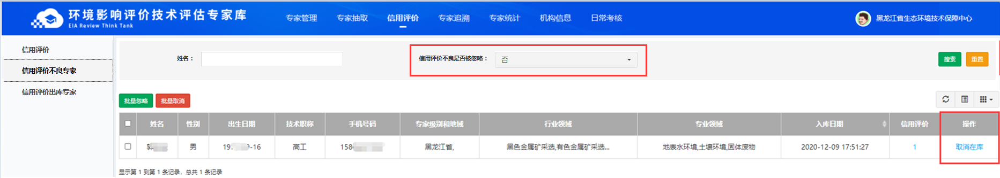 环境影响评价技术评估专家库
EIA Review Think Tank
专家管理 专家抽取 信用评价 专家追溯 专家统计 机构信息 日常考核
黑龙江省生态环境技术保障中心
信用评价
信用评价不良专家
信用评价出库专家
姓名：
信用评价不良是否被忽略： 否
搜索 重置
批量忽略 批量取消
姓名 性别 出生日期 技术职称 手机号码 专家级别和地域 行业领域 专业领域 入库日期 信用评价 操作
男 19 -16 高工 158 黑龙江省, 黑色金属矿采选,有色金属矿采选... 地表水环境,土壤环境,固体废物 2020-12-09 17:51:27 1 取消在库
显示第 1 到第 1 条记录，总共 1 条记录